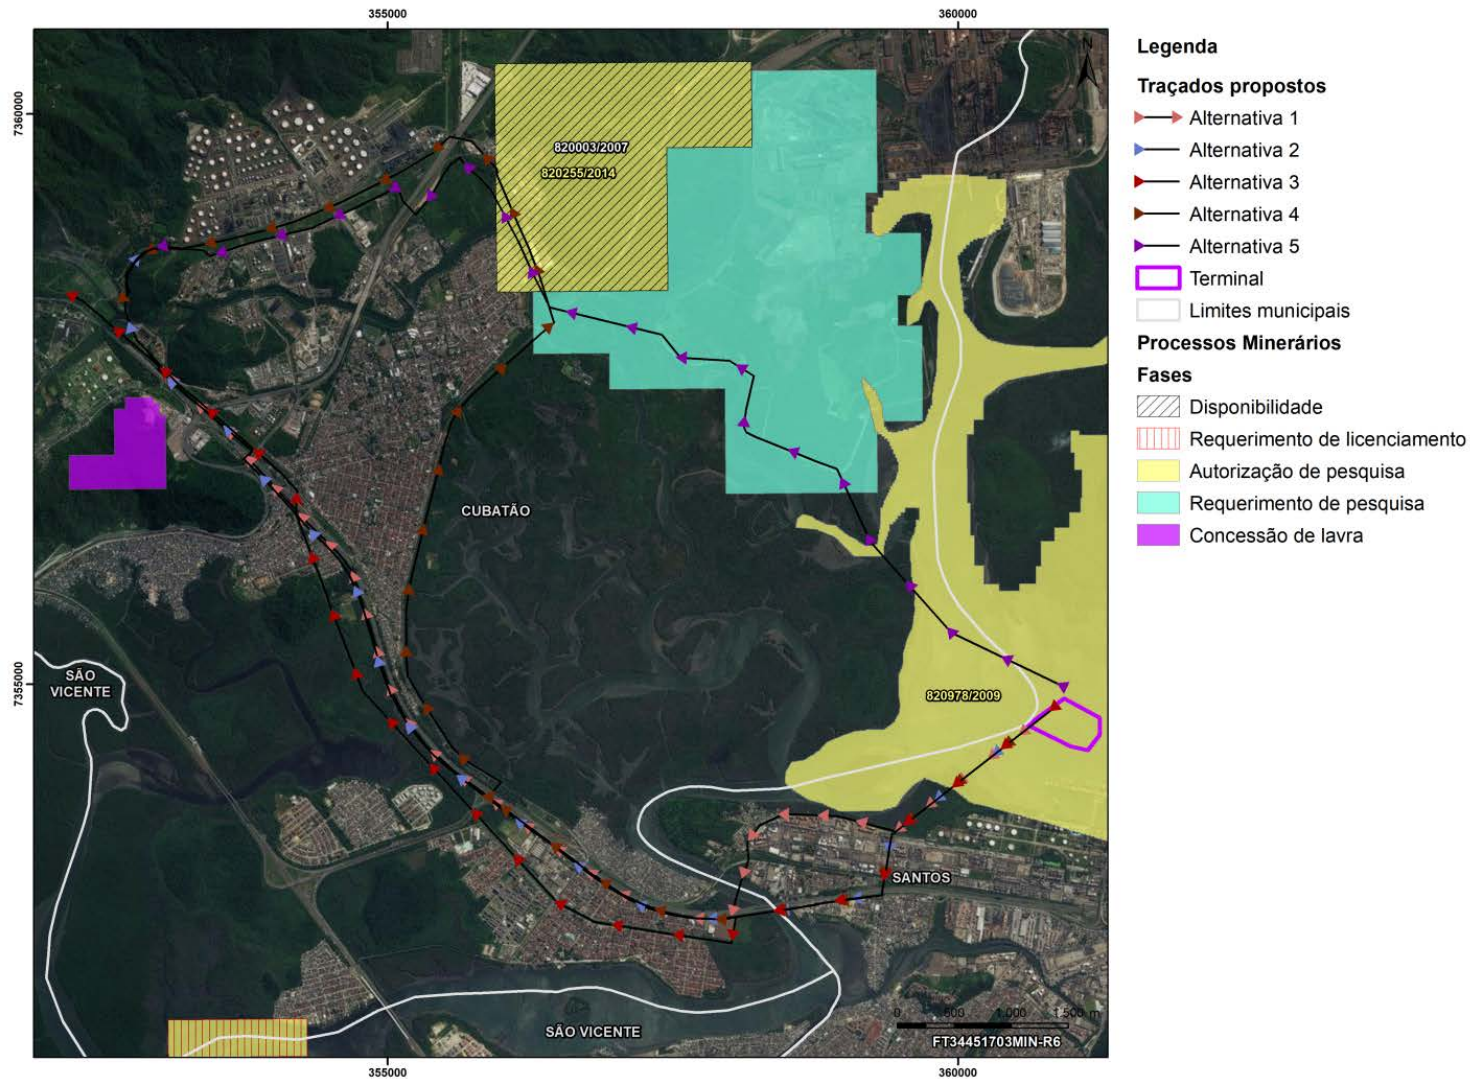 355000
360000
7360000
7355000
N
820003/2007
820255/2014
CUBATÃO
SÃO
VICENTE
820978/2009
SANTOS
SÃO VICENTE
0
500
1.000
1.500 m
FT34451703MIN-R6
355000
360000
Legenda
Traçados propostos
Alternativa 1
Alternativa 2
Alternativa 3
Alternativa 4
Alternativa 5
Terminal
Limites municipais
Processos Minerários
Fases
Disponibilidade
Requerimento de licenciamento
Autorização de pesquisa
Requerimento de pesquisa
Concessão de lavra